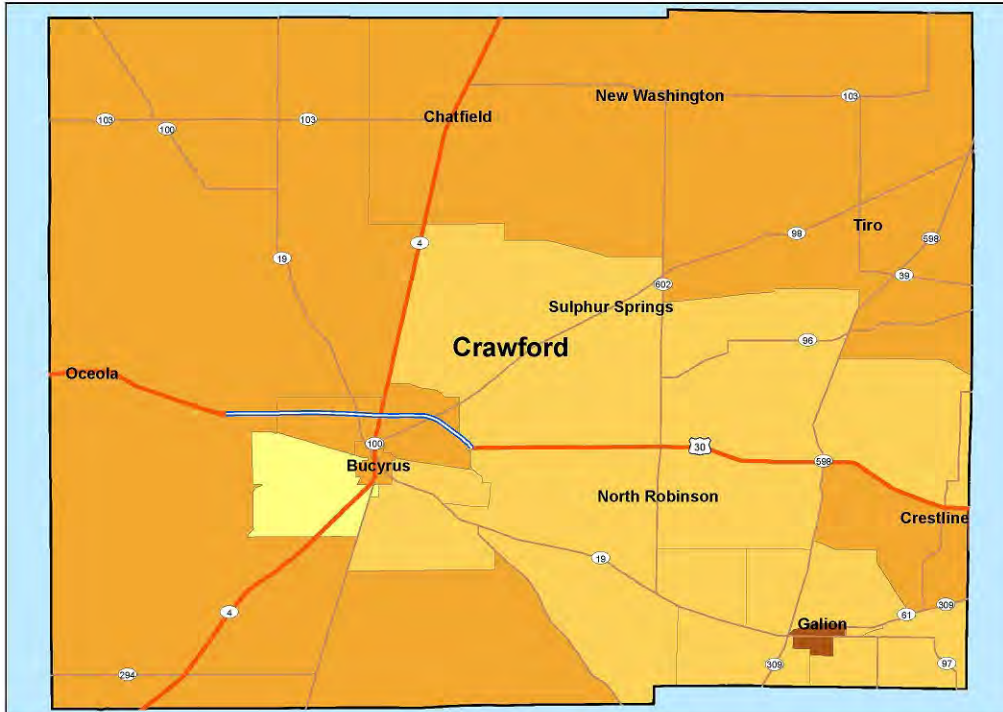 New Washington
103
Chatfield
103
100
103
Tiro
98
598
4
19
39
602
Sulphur Springs
96
Crawford
Oceola
100
30
598
Bucyrus
North Robinson
Crestline
19
4
309
61
Galion
309
97
294